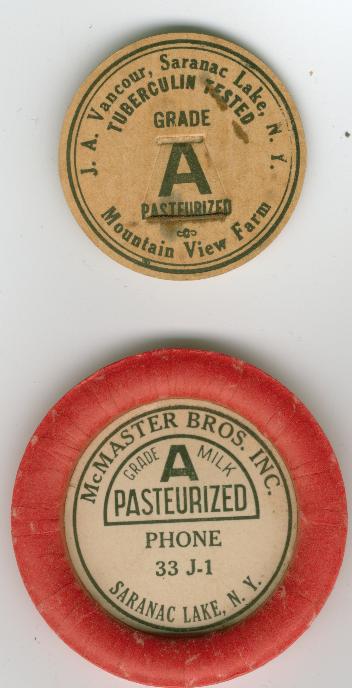 J. A. Vancour, Saranac Lake, N. Y.
TUBERCULIN TESTED
GRADE
A
PASTEURIZED
Mountain View Farm
McMASTER BROS. INC.
GRADE A MILK
PASTEURIZED
PHONE
33 J-1
SARANAC LAKE, N. Y.